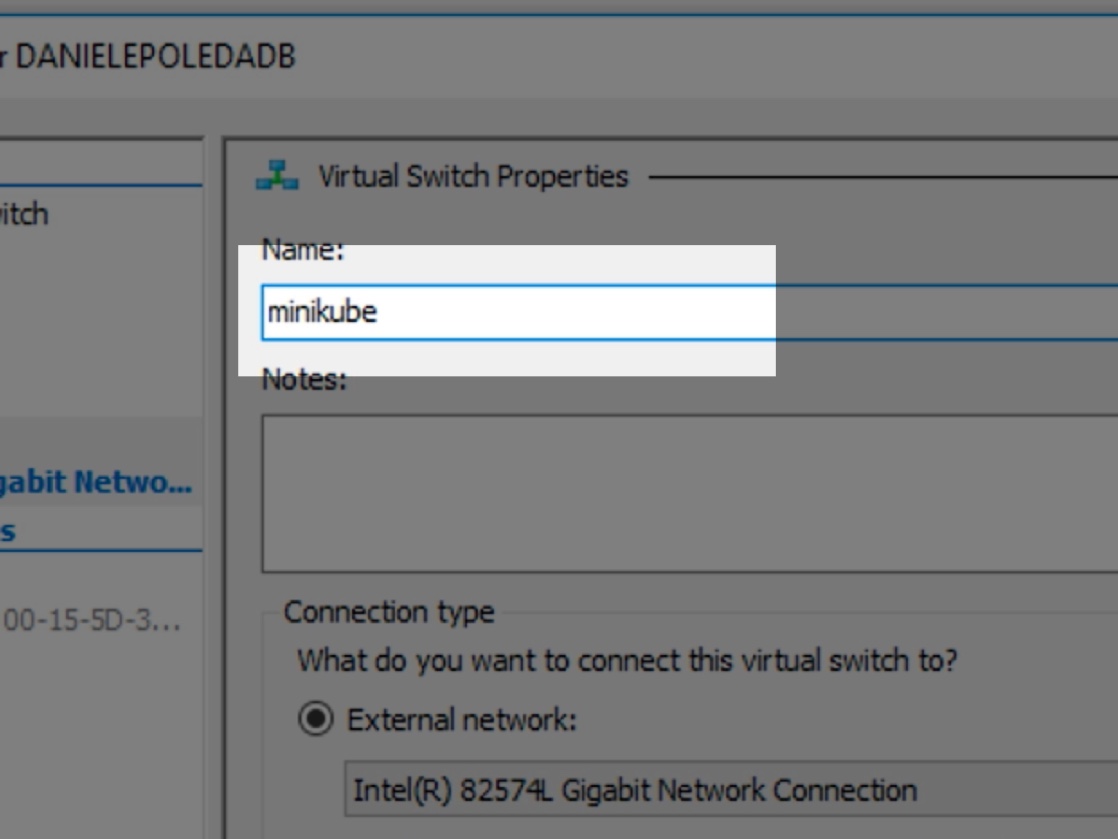 r DANIELEPOLEDADB
itch
gabit Netwo...
s
00-15-5D-3...
Virtual Switch Properties
Name:
minikube
Notes:
Connection type
What do you want to connect this virtual switch to?
External network:
Intel(R) 82574L Gigabit Network Connection